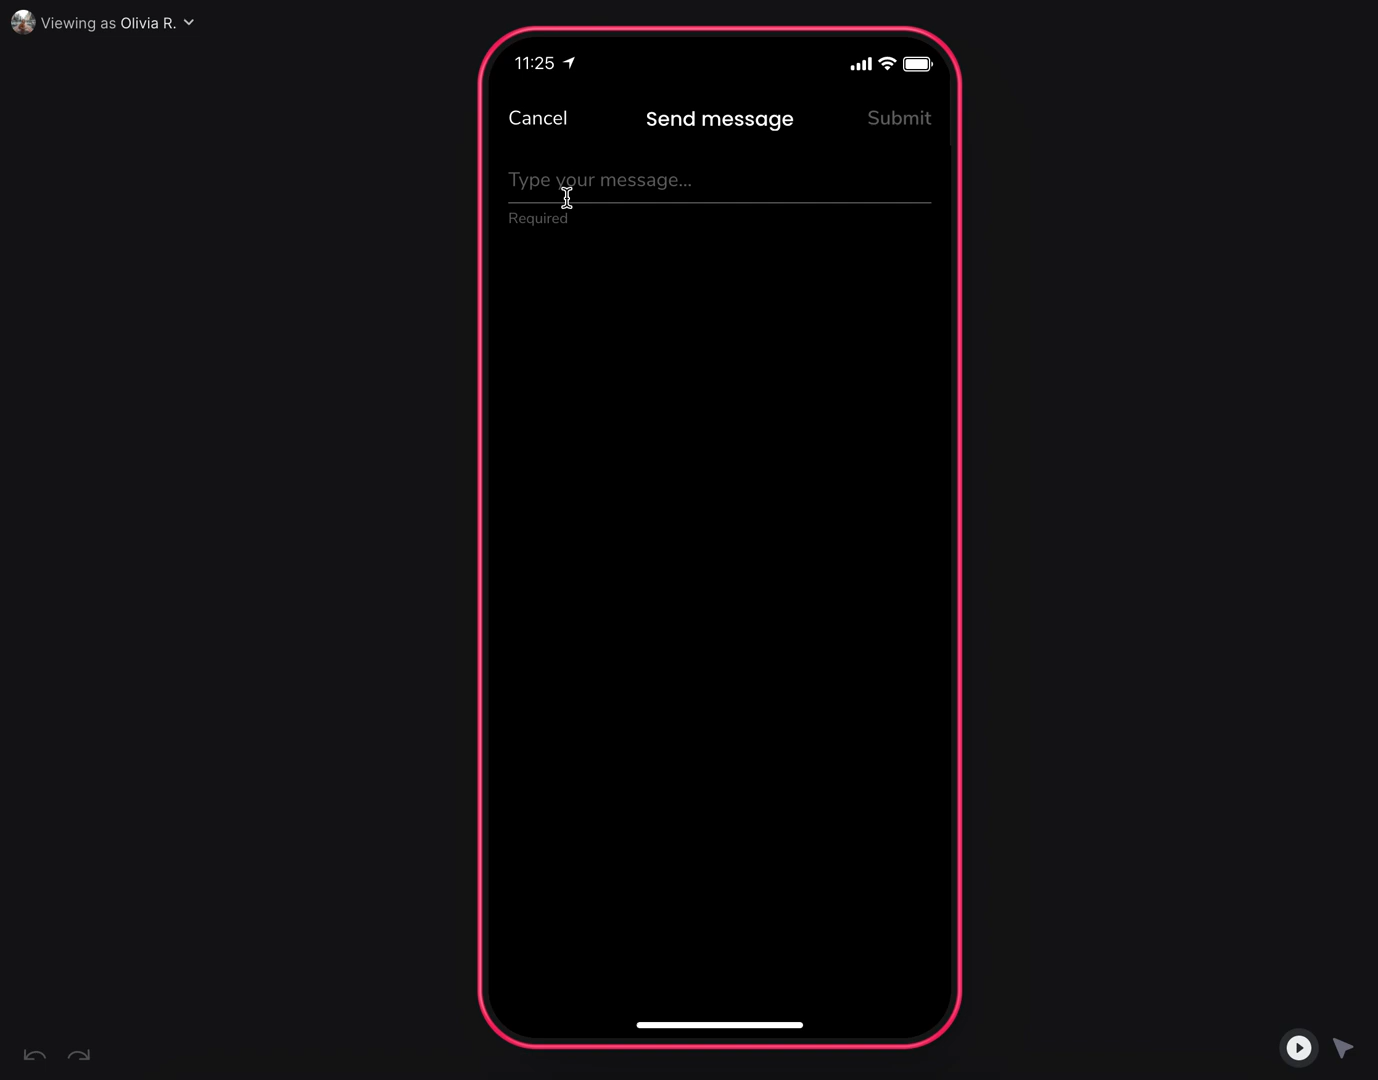 Viewing as Olivia R.
11:25
Cancel
Send message
Submit
Type your message...
Required